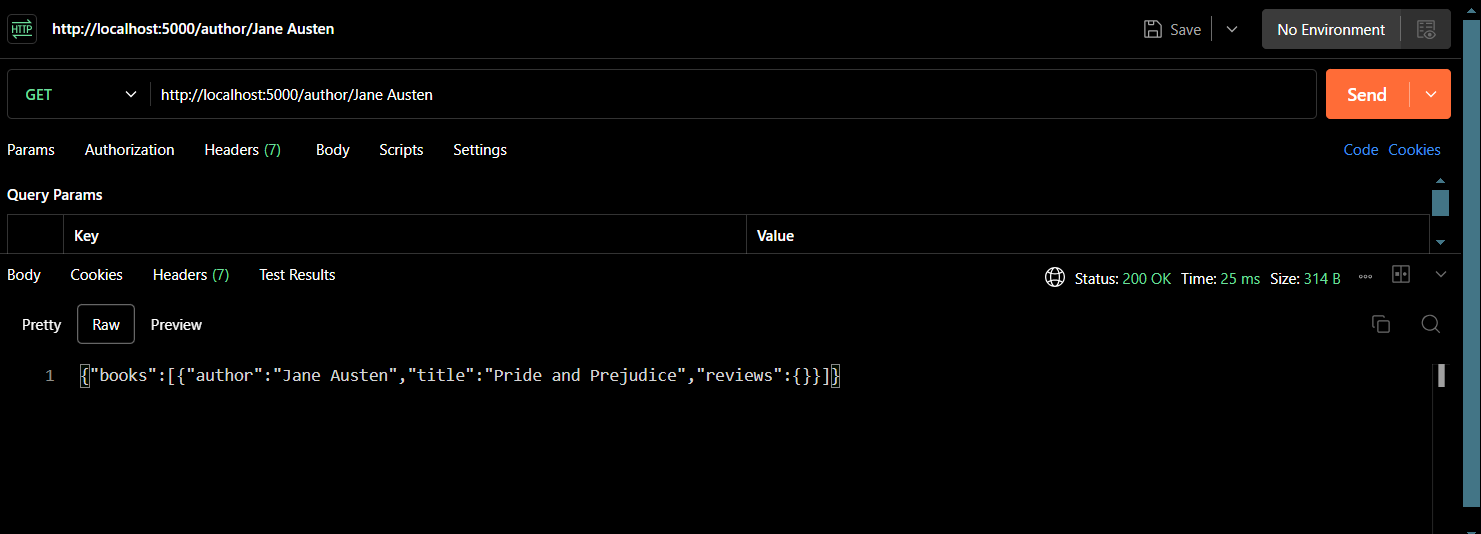 HTTP http://localhost:5000/author/Jane Austen Save No Environment
GET http://localhost:5000/author/Jane Austen Send
Params Authorization Headers (7) Body Scripts Settings Code Cookies
Query Params
Key Value
Body Cookies Headers (7) Test Results Status: 200 OK Time: 25 ms Size: 314 B
Pretty Raw Preview
1 {"books":[{"author":"Jane Austen","title":"Pride and Prejudice","reviews":{}}]}